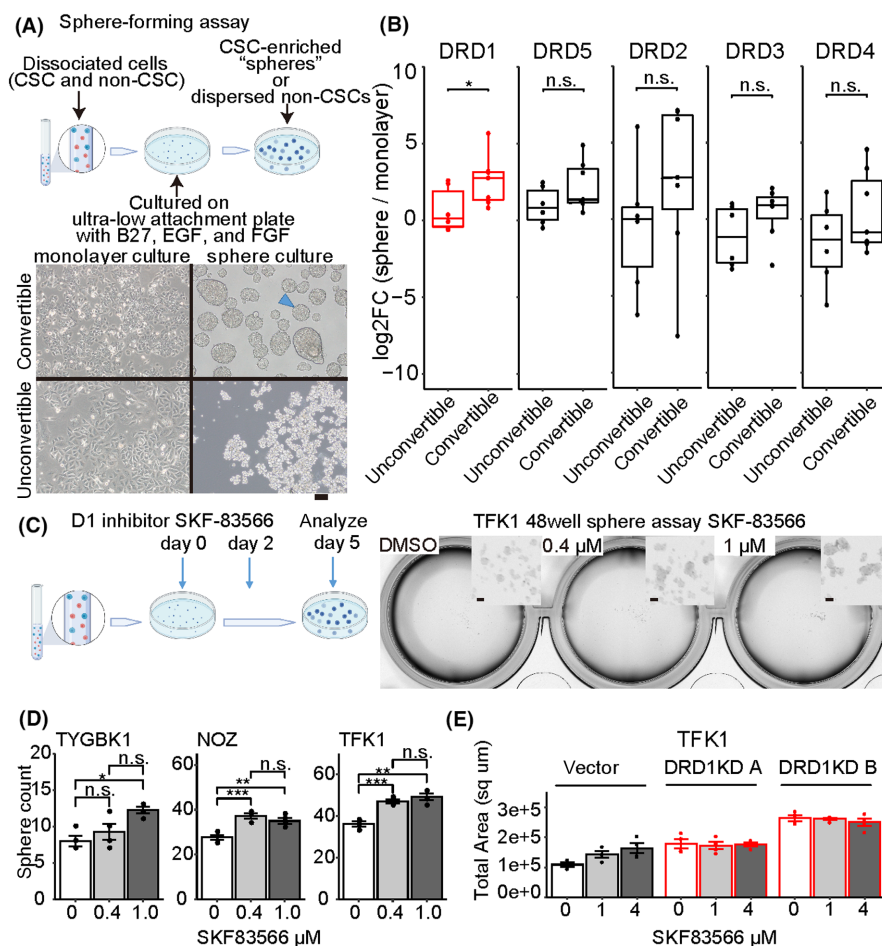 (A)
Sphere-forming assay
Dissociated cells
(CSC and non-CSC)
CSC-enriched
“spheres”
or
dispersed non-CSCs
Cultured on
ultra-low attachment plate
with B27, EGF, and FGF
monolayer culture
sphere culture
Convertible
Unconvertible
(B)
DRD1
DRD5
DRD2
DRD3
DRD4
log2FC (sphere / monolayer)
10
5
0
−5
−10
*
n.s.
n.s.
n.s.
n.s.
Unconvertible
Convertible
Unconvertible
Convertible
Unconvertible
Convertible
Unconvertible
Convertible
Unconvertible
Convertible
(C)
D1 inhibitor SKF-83566
day 0
day 2
Analyze
day 5
TFK1 48well sphere assay SKF-83566
DMSO
0.4 µM
1 µM
(D)
TYGBK1
NOZ
TFK1
Sphere count
20
15
10
5
0
n.s.
*
n.s.
0
0.4
1.0
60
40
20
0
n.s.
**
***
0
0.4
1.0
60
40
20
0
n.s.
**
***
0
0.4
1.0
SKF83566 µM
(E)
TFK1
Vector
DRD1KD A
DRD1KD B
Total Area (sq um)
3e+5
2e+5
1e+5
0e+0
0
1
4
0
1
4
0
1
4
SKF83566 µM